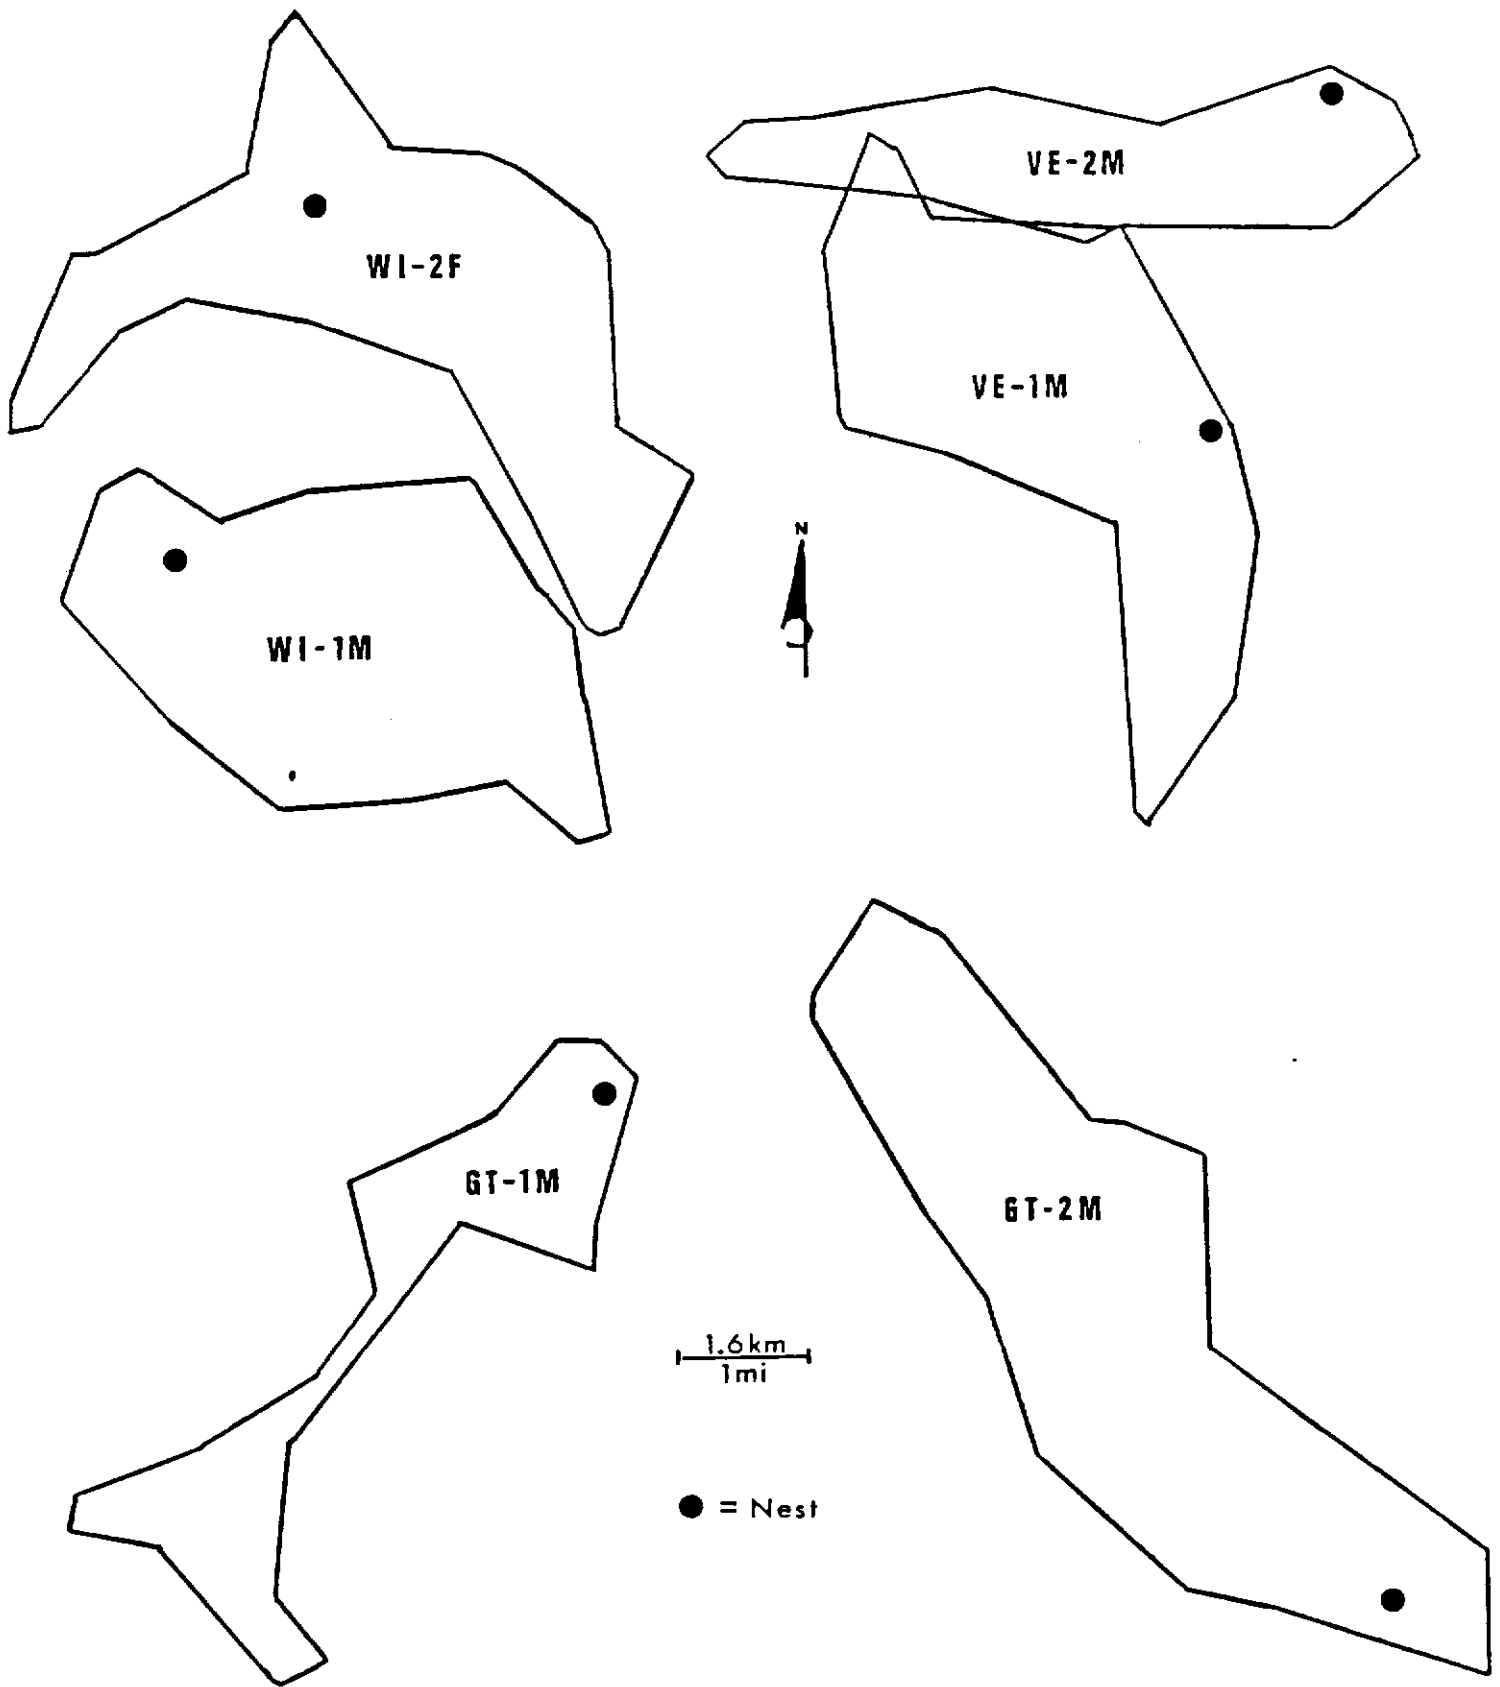 VE-2M
WI-2F
VE-1M
N
WI-1M
GT-1M
GT-2M
1.6km
1mi
= Nest